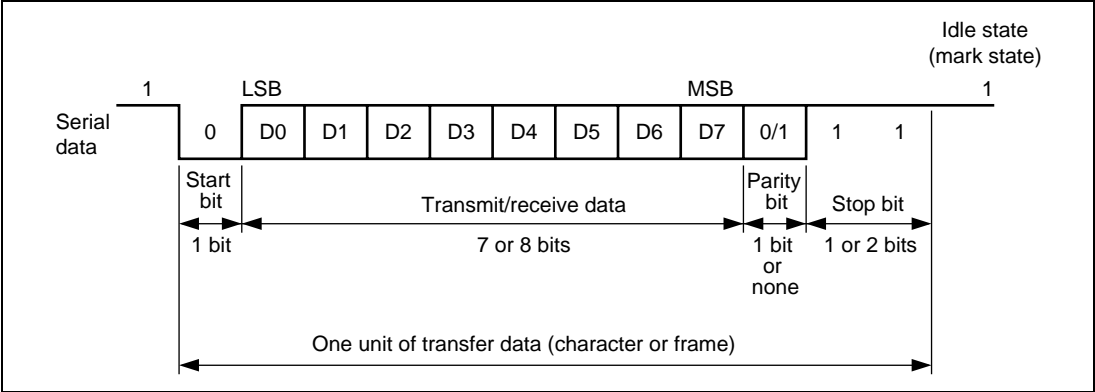 Idle state
(mark state)
1 LSB MSB 1
Serial
data
0 D0 D1 D2 D3 D4 D5 D6 D7 0/1 1 1
Start
bit
Transmit/receive data
Parity
bit
Stop bit
1 bit
7 or 8 bits
1 bit
or
none
1 or 2 bits
One unit of transfer data (character or frame)